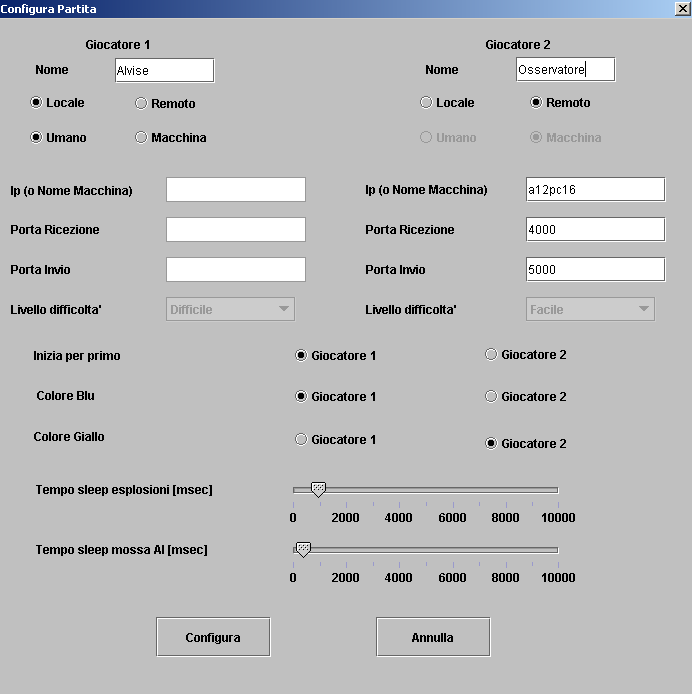 Configura Partita
Giocatore 1 Giocatore 2
Nome Alvise Nome Osservatore
Locale Remoto Locale Remoto
Umano Macchina Umano Macchina
Ip (o Nome Macchina) Ip (o Nome Macchina) a12pc16
Porta Ricezione Porta Ricezione 4000
Porta Invio Porta Invio 5000
Livello difficolta' Difficile Livello difficolta' Facile
Inizia per primo Giocatore 1 Giocatore 2
Colore Blu Giocatore 1 Giocatore 2
Colore Giallo Giocatore 1 Giocatore 2
Tempo sleep esplosioni [msec]
0 2000 4000 6000 8000 10000
Tempo sleep mossa AI [msec]
0 2000 4000 6000 8000 10000
Configura Annulla